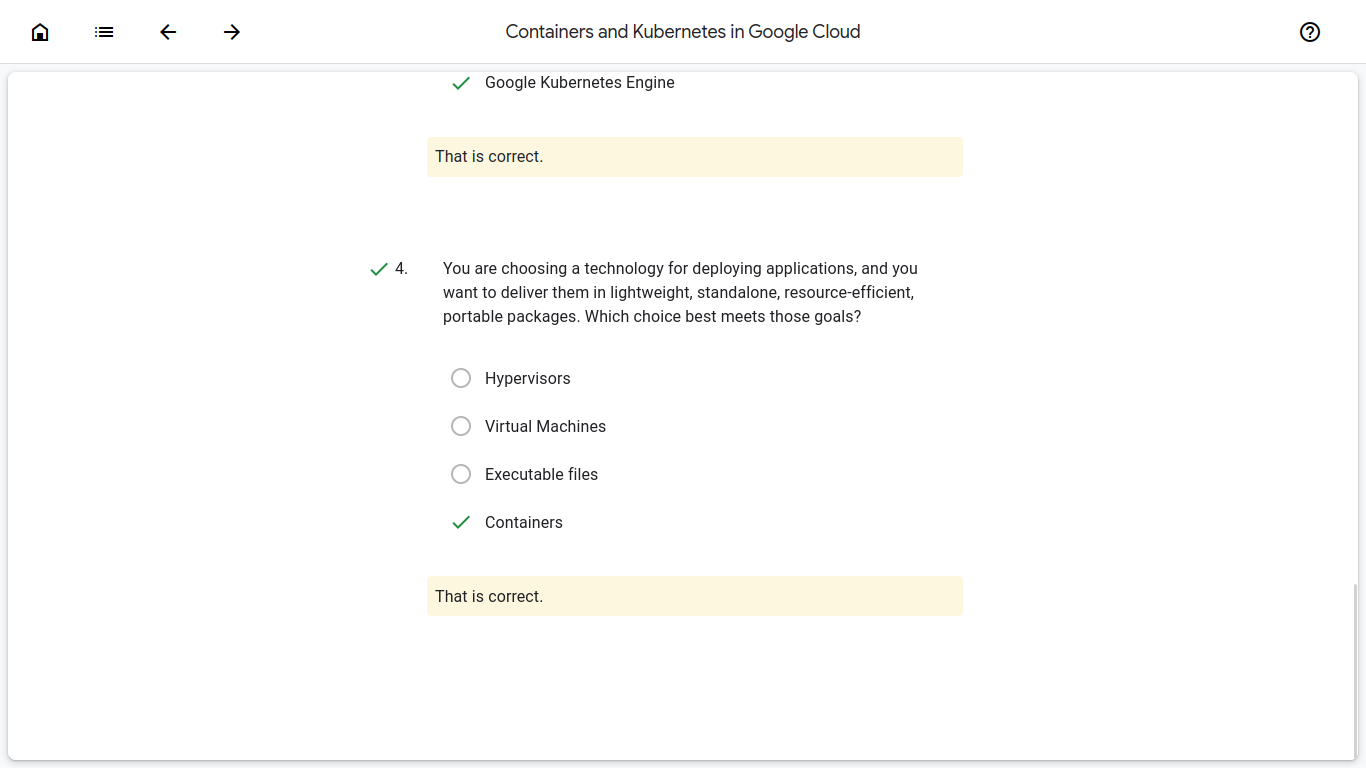 Containers and Kubernetes in Google Cloud
Google Kubernetes Engine
That is correct.
4.
You are choosing a technology for deploying applications, and you
want to deliver them in lightweight, standalone, resource-efficient,
portable packages. Which choice best meets those goals?
Hypervisors
Virtual Machines
Executable files
Containers
That is correct.